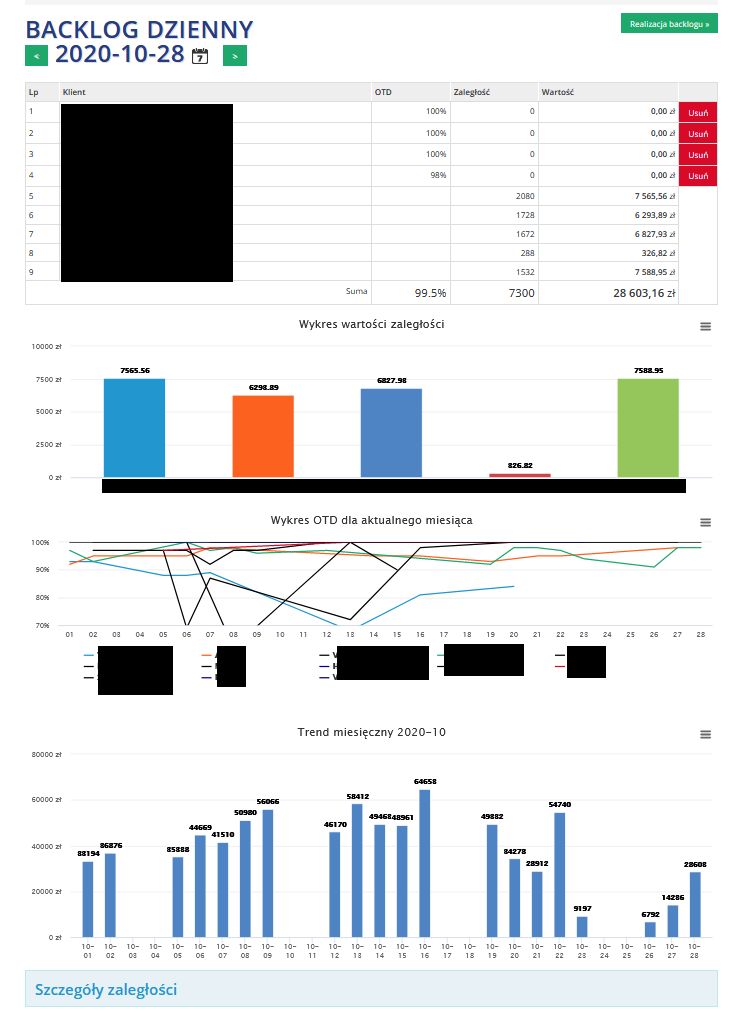 BACKLOG DZIENNY
Realizacja backlogu »
< 2020-10-28 7 >
Lp Klient OTD Zaległość Wartość
1 100% 0 0,00 zł Usuń
2 100% 0 0,00 zł Usuń
3 100% 0 0,00 zł Usuń
4 98% 0 0,00 zł Usuń
5 2080 7 565,56 zł
6 1728 6 293,89 zł
7 1672 6 827,93 zł
8 288 326,82 zł
9 1532 7 588,95 zł
Suma 99.5% 7300 28 603,16 zł
Wykres wartości zaległości
10000 zł
7500 zł
5000 zł
2500 zł
0 zł
7565.56 6293.89 6827.93 326.82 7588.95
Wykres OTD dla aktualnego miesiąca
100%
90%
80%
70%
01 02 03 04 05 06 07 08 09 10 11 12 13 14 15 16 17 18 19 20 21 22 23 24 25 26 27 28
Trend miesięczny 2020-10
80000 zł
60000 zł
40000 zł
20000 zł
0 zł
33194 36876 35333 44669 41510 50980 56066 46170 58412 49468 48961 64658 49382 34278 28912 54740 9197 6792 14286 28603
10-01 10-02 10-03 10-04 10-05 10-06 10-07 10-08 10-09 10-10 10-11 10-12 10-13 10-14 10-15 10-16 10-17 10-18 10-19 10-20 10-21 10-22 10-23 10-24 10-25 10-26 10-27 10-28
Szczegóły zaległości